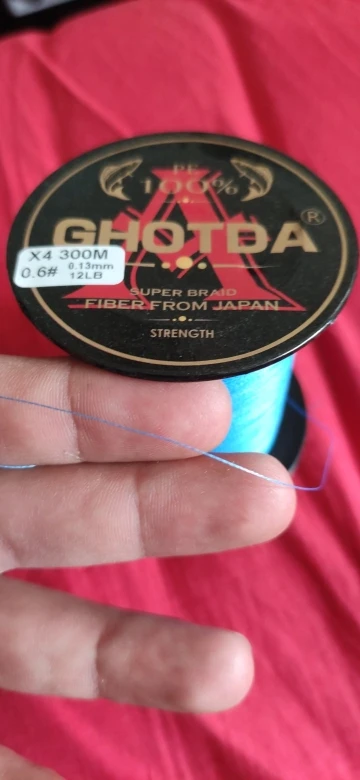 PE
100%
GHOTDA®
X4 300M
0.6# 0.13mm
12LB
SUPER BRAID
FIBER FROM JAPAN
STRENGTH